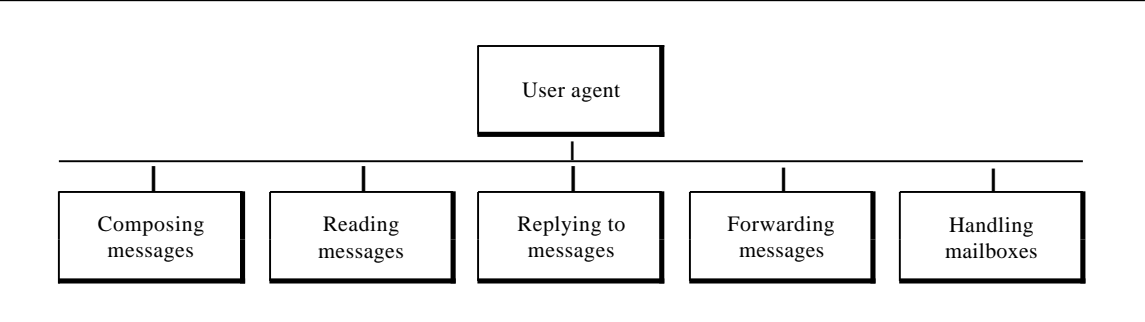 User agent
Composing
messages
Reading
messages
Replying to
messages
Forwarding
messages
Handling
mailboxes